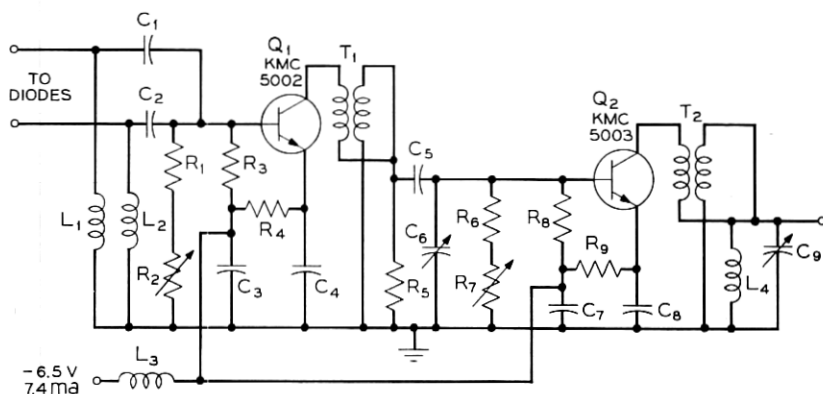 C1
Q1
KMC
5002
T1
TO
DIODES
C2
R1
R3
R4
L1
L2
R2
C3
C4
C5
C6
R5
R6
R7
R8
R9
C7
C8
Q2
KMC
5003
T2
L4
C9
L3
-6.5 V
7.4 ma